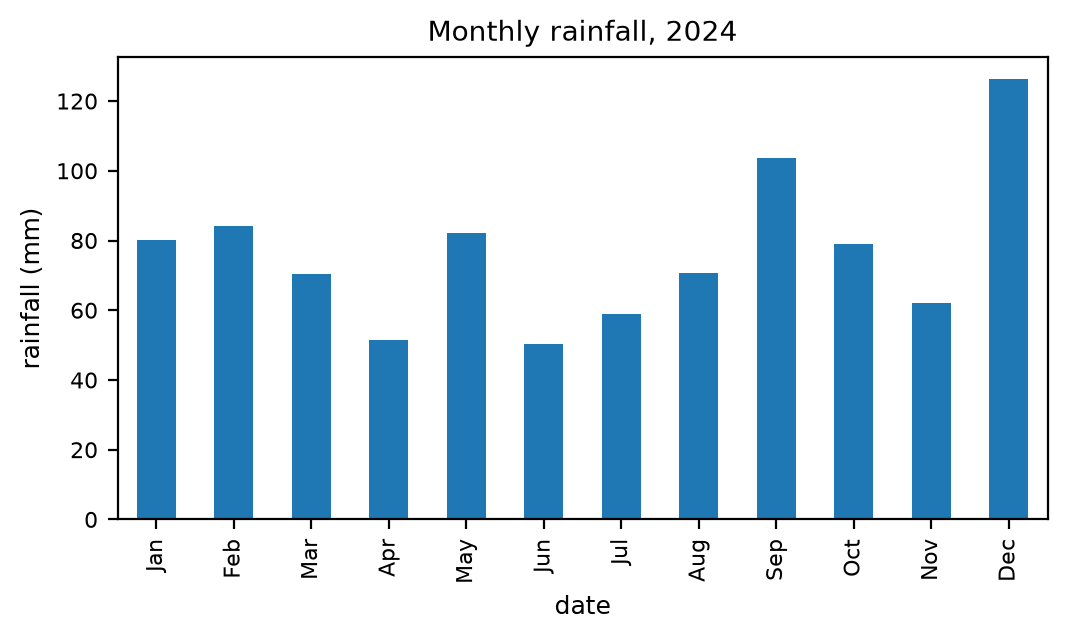 Monthly rainfall, 2024
rainfall (mm)
120
100
80
60
40
20
0
Jan
Feb
Mar
Apr
May
Jun
Jul
Aug
Sep
Oct
Nov
Dec
date